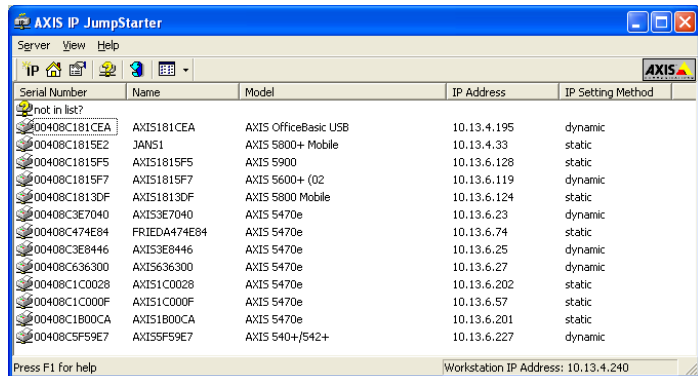 AXIS IP JumpStarter
Server View Help
IP AXIS
Serial Number Name Model IP Address IP Setting Method
not in list?
00408C181CEA AXIS181CEA AXIS OfficeBasic USB 10.13.4.195 dynamic
00408C1815E2 JANS1 AXIS 5800+ Mobile 10.13.4.33 static
00408C1815F5 AXIS1815F5 AXIS 5900 10.13.6.128 static
00408C1815F7 AXIS1815F7 AXIS 5600+ (02 10.13.6.119 dynamic
00408C1813DF AXIS1813DF AXIS 5800 Mobile 10.13.6.124 static
00408C3E7040 AXIS3E7040 AXIS 5470e 10.13.6.23 dynamic
00408C474E84 FRIEDA474E84 AXIS 5470e 10.13.6.74 static
00408C3E8446 AXIS3E8446 AXIS 5470e 10.13.6.25 dynamic
00408C636300 AXIS636300 AXIS 5470e 10.13.6.27 dynamic
00408C1C0028 AXIS1C0028 AXIS 5470e 10.13.6.202 static
00408C1C000F AXIS1C000F AXIS 5470e 10.13.6.57 static
00408C1B00CA AXIS1B00CA AXIS 5470e 10.13.6.201 static
00408C5F59E7 AXIS5F59E7 AXIS 540+/542+ 10.13.6.227 dynamic
Press F1 for help Workstation IP Address: 10.13.4.240